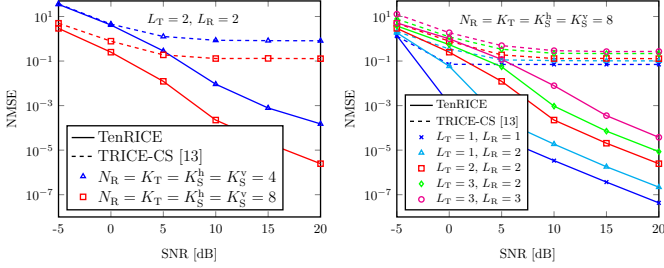 L_T = 2, L_R = 2
10^1
10^-1
10^-3
10^-5
10^-7
NMSE
TenRICE
TRICE-CS [13]
N_R = K_T = K_S^h = K_S^v = 4
N_R = K_T = K_S^h = K_S^v = 8
-5 0 5 10 15 20
SNR [dB]
N_R = K_T = K_S^h = K_S^v = 8
10^1
10^-1
10^-3
10^-5
10^-7
NMSE
TenRICE
TRICE-CS [13]
L_T = 1, L_R = 1
L_T = 1, L_R = 2
L_T = 2, L_R = 2
L_T = 3, L_R = 2
L_T = 3, L_R = 3
-5 0 5 10 15 20
SNR [dB]